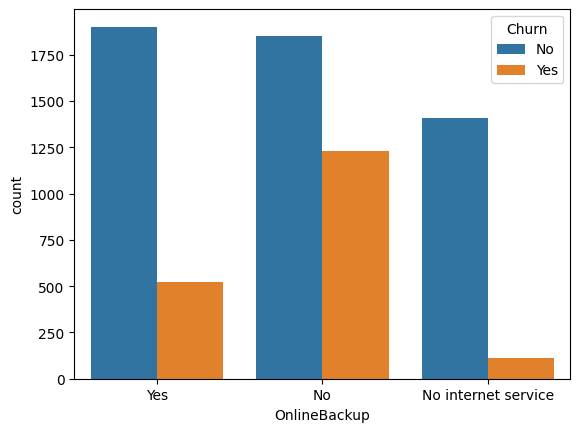 Churn
No
Yes
1750
1500
1250
1000
750
500
250
0
count
Yes No No internet service
OnlineBackup